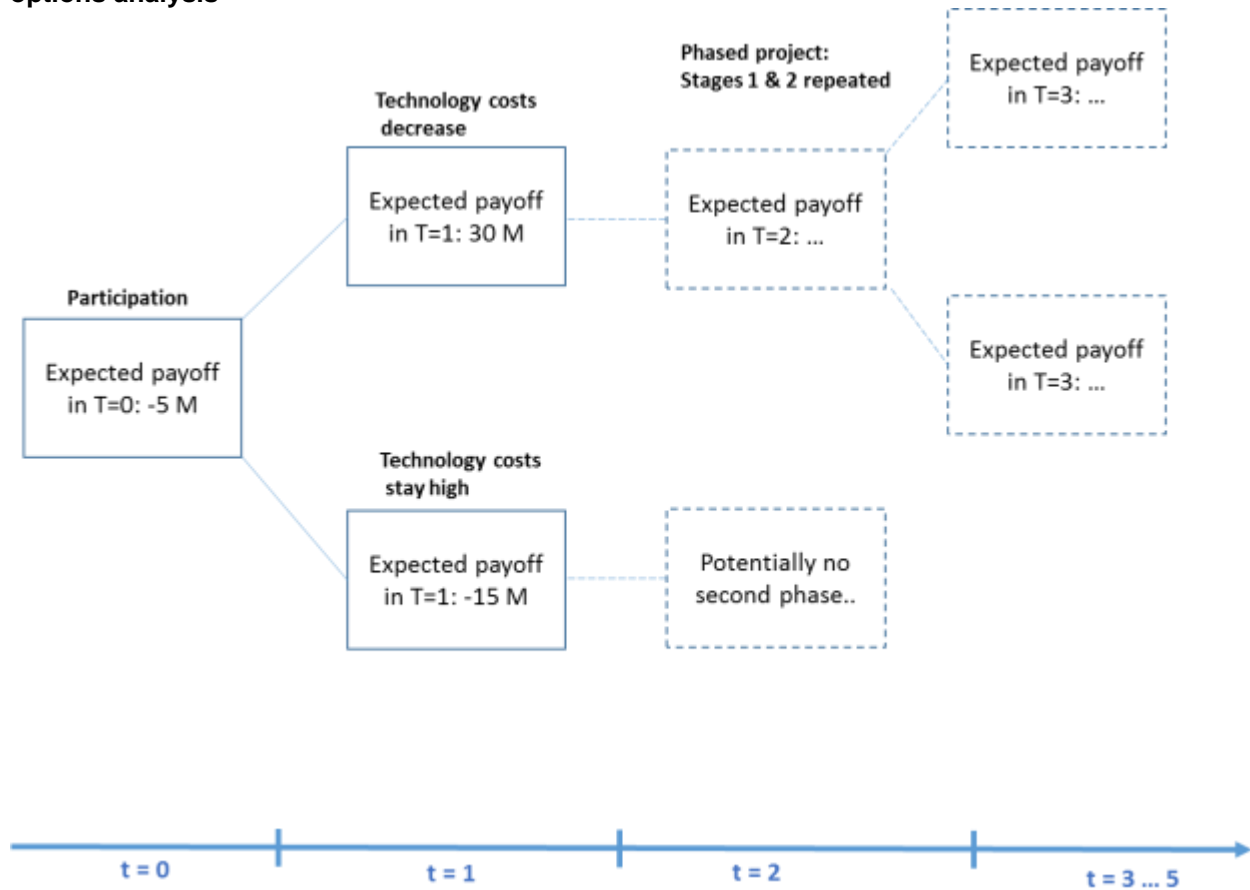 options analysis
Phased project:
Stages 1 & 2 repeated
Expected payoff
in T=3: ...
Technology costs
decrease
Expected payoff
in T=1: 30 M
Expected payoff
in T=2: ...
Participation
Expected payoff
in T=0: -5 M
Expected payoff
in T=3: ...
Technology costs
stay high
Expected payoff
in T=1: -15 M
Potentially no
second phase..
t = 0
t = 1
t = 2
t = 3 ... 5